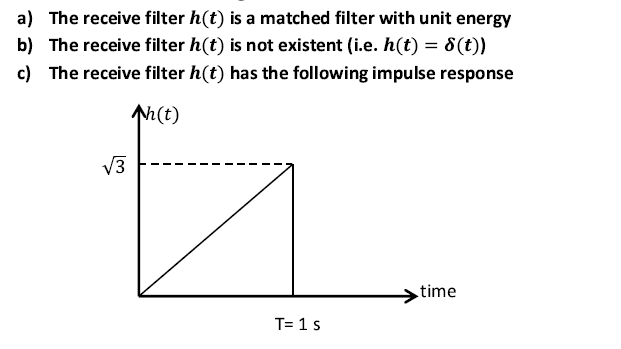 a) The receive filter h(t) is a matched filter with unit energy
b) The receive filter h(t) is not existent (i.e. h(t) = δ(t))
c) The receive filter h(t) has the following impulse response
h(t)
√3
time
T= 1 s